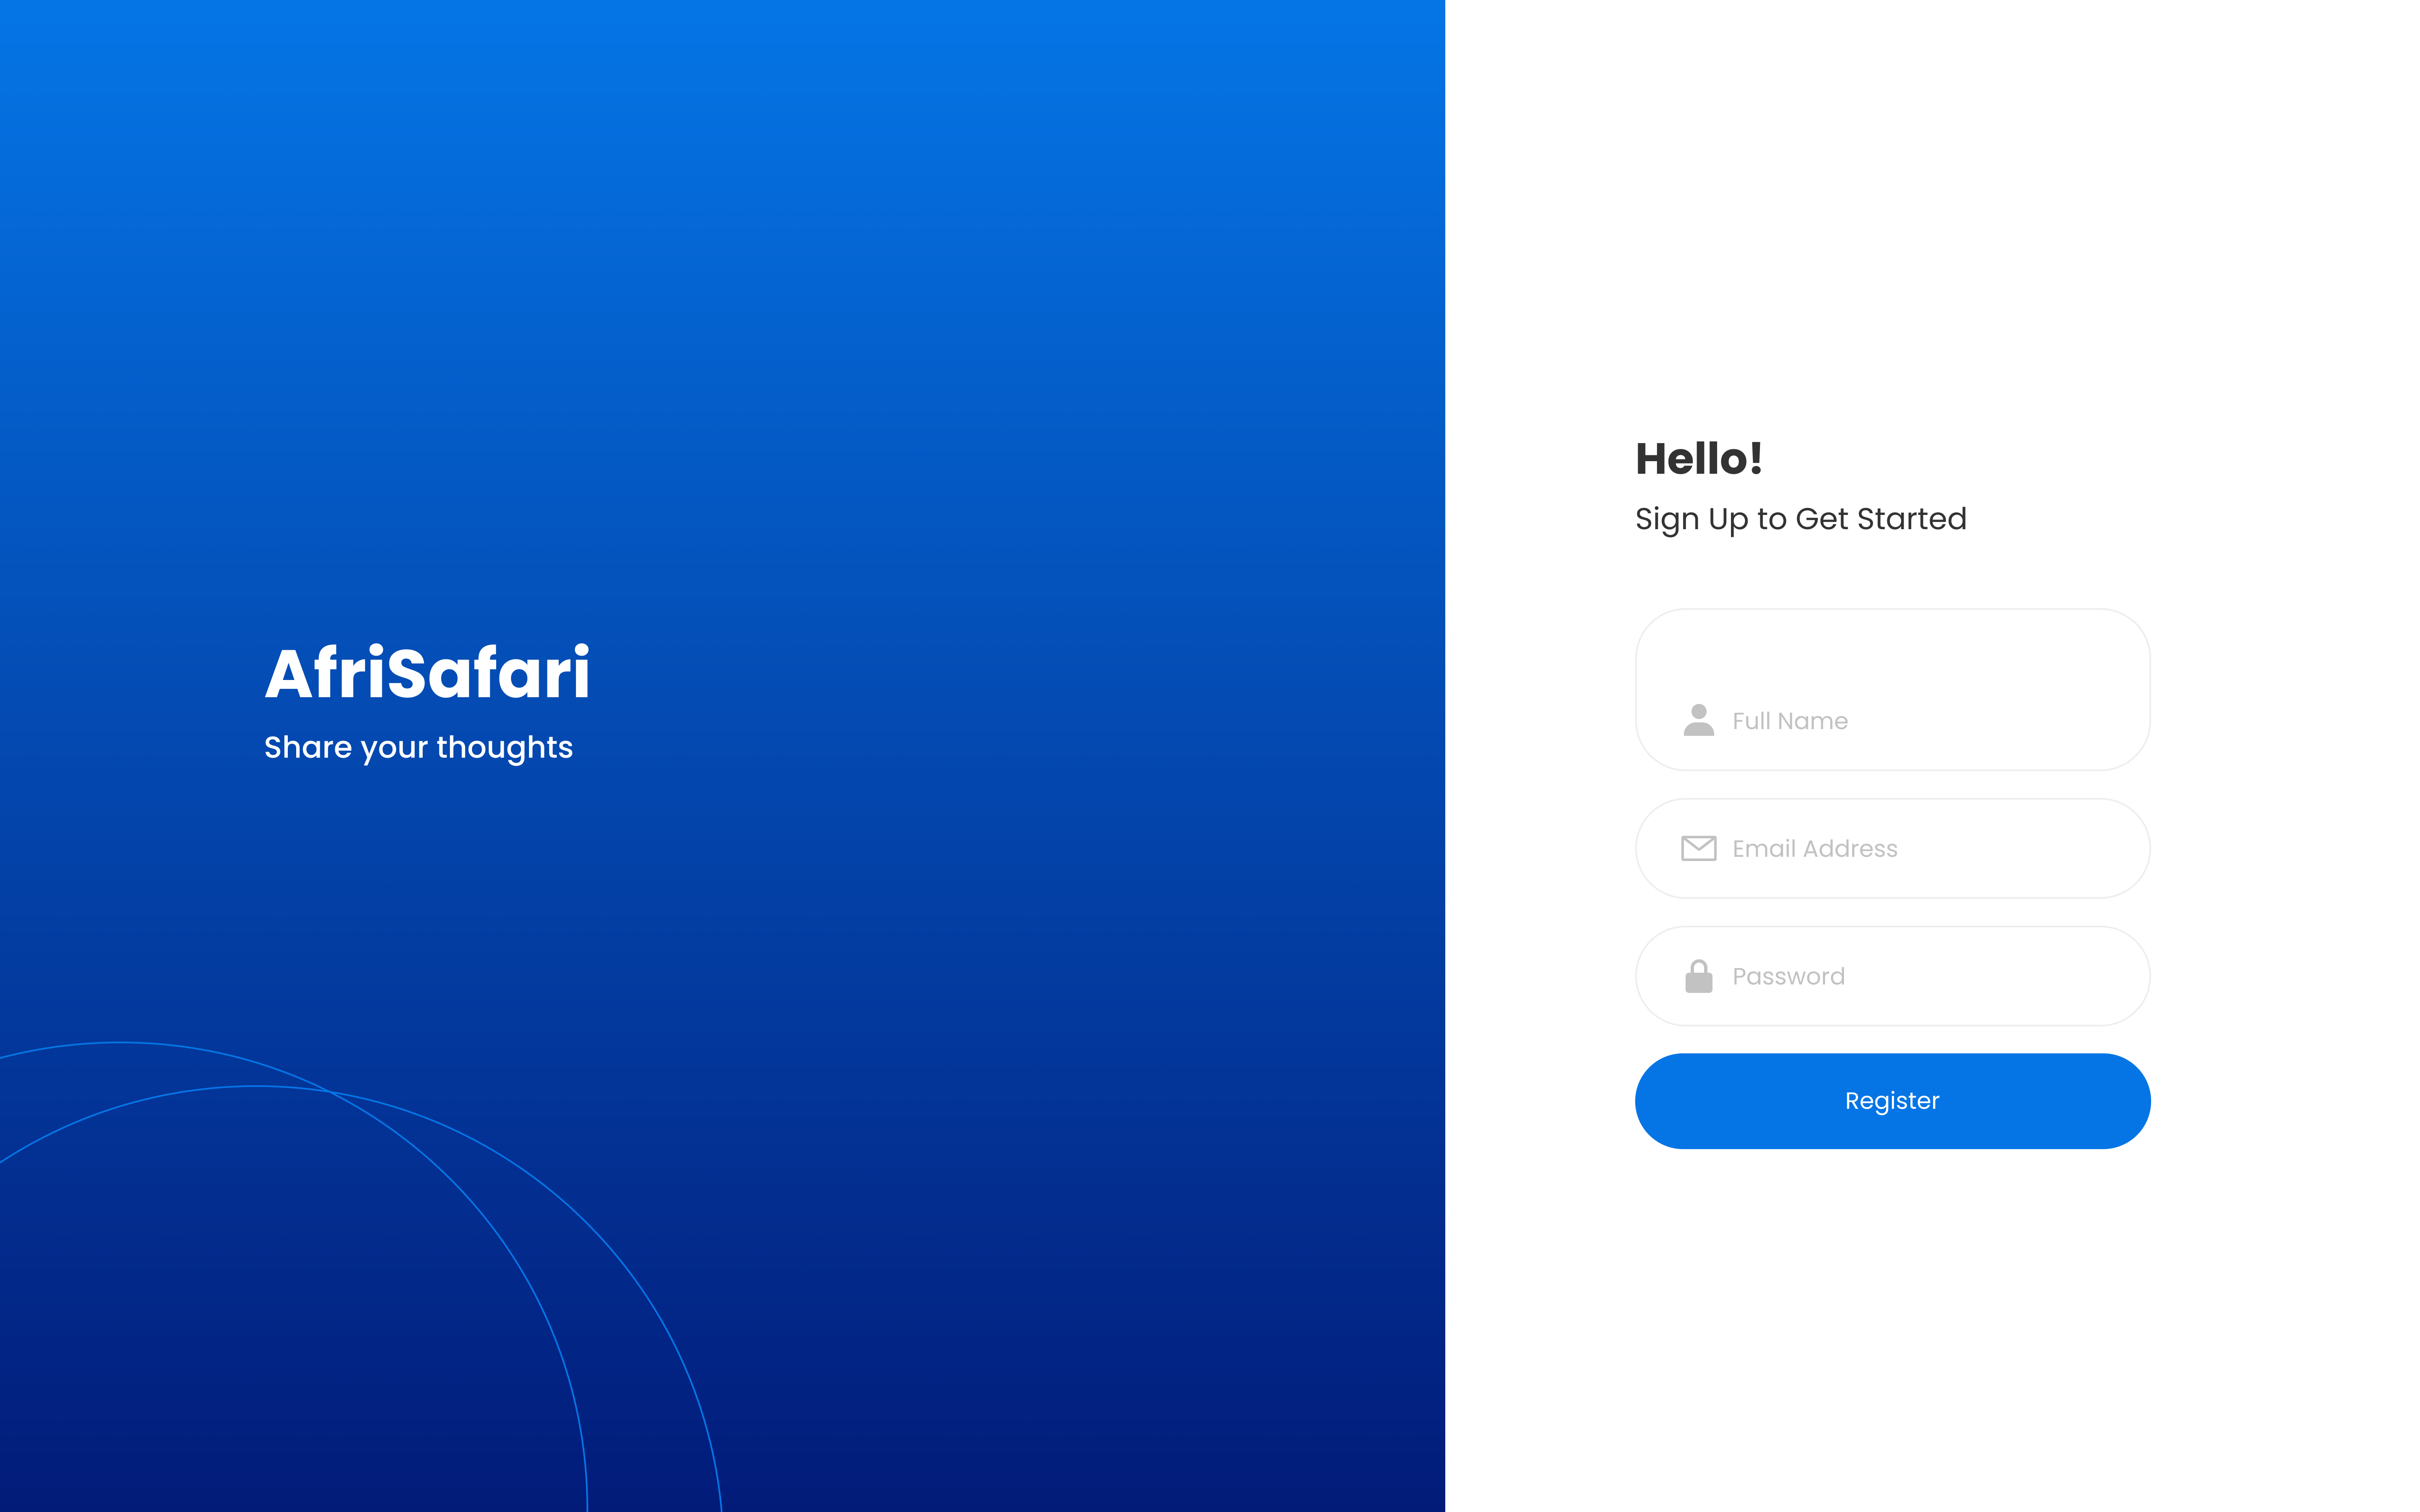 AfriSafari
Share your thoughts
Hello!
Sign Up to Get Started
Full Name
Email Address
Password
Register